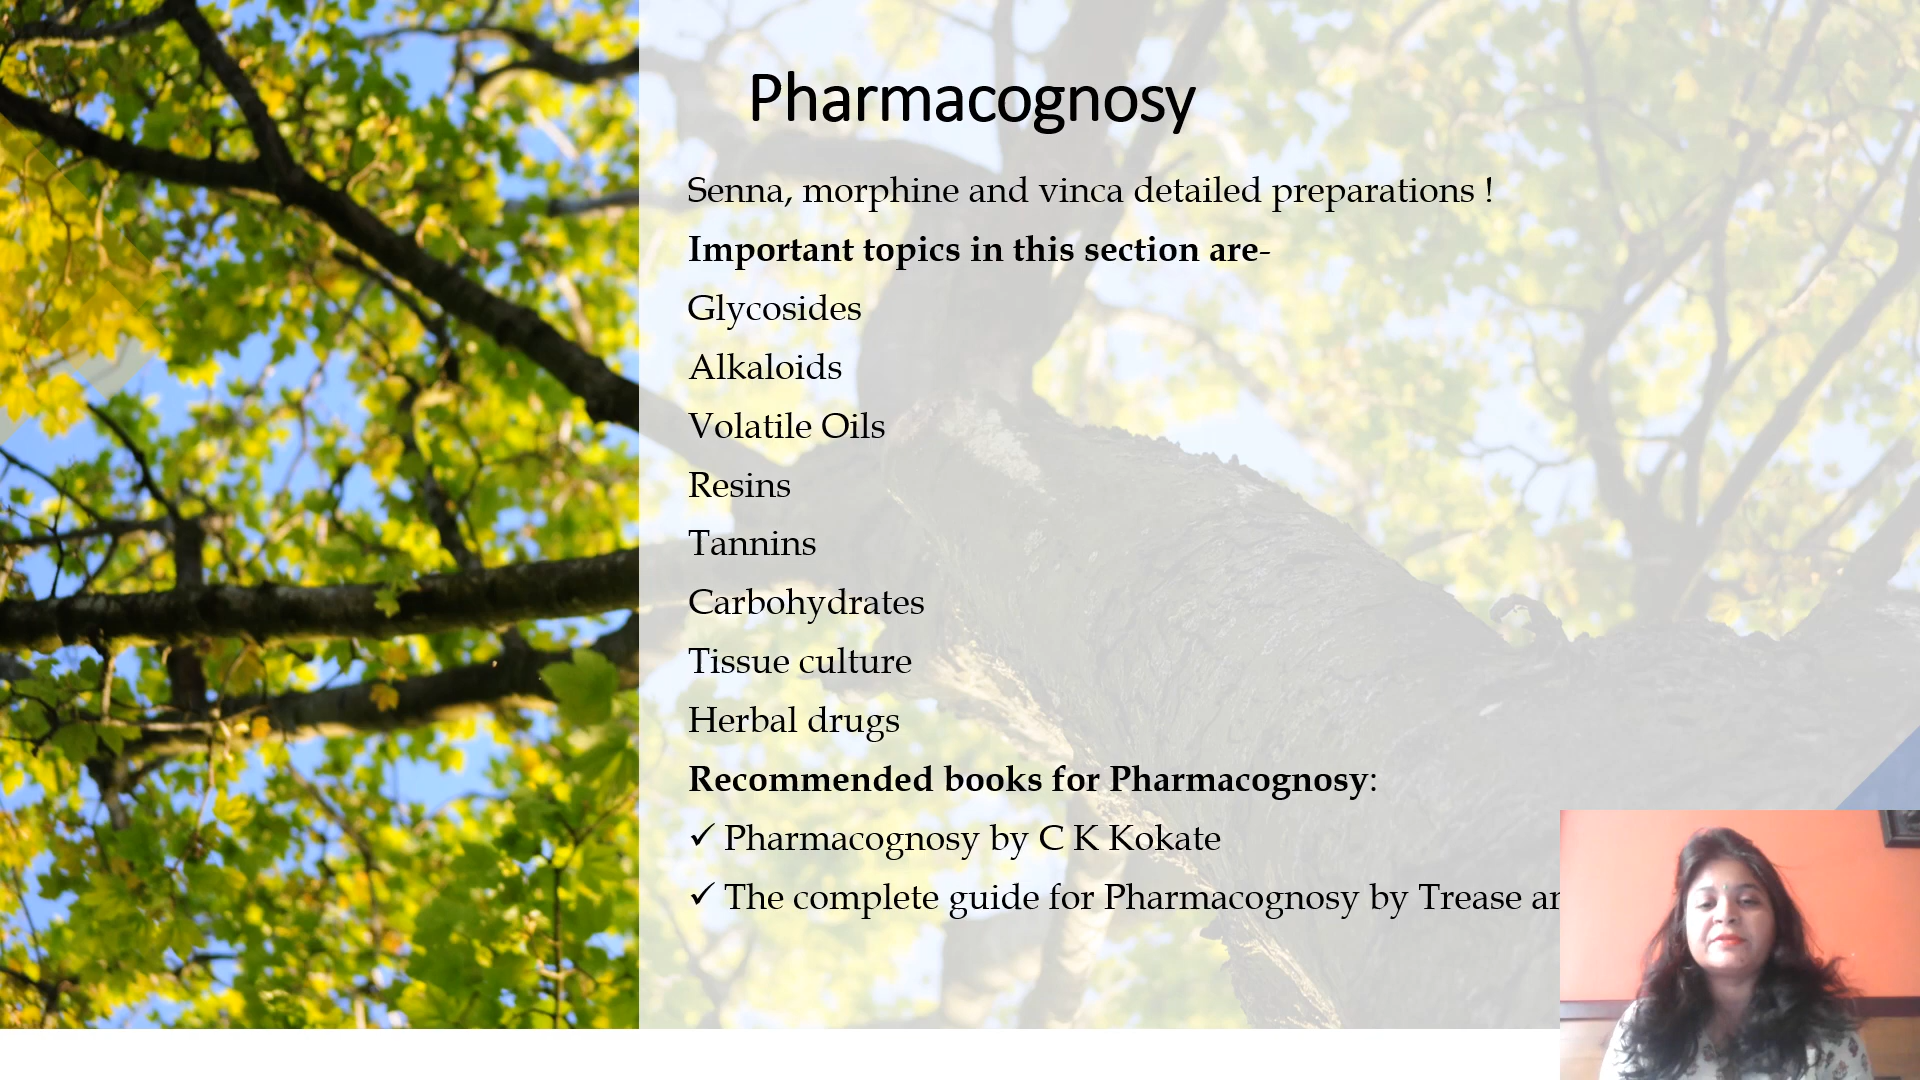 Pharmacognosy
Senna, morphine and vinca detailed preparations !
Important topics in this section are-
Glycosides
Alkaloids
Volatile Oils
Resins
Tannins
Carbohydrates
Tissue culture
Herbal drugs
Recommended books for Pharmacognosy:
✓ Pharmacognosy by C K Kokate
✓ The complete guide for Pharmacognosy by Trease